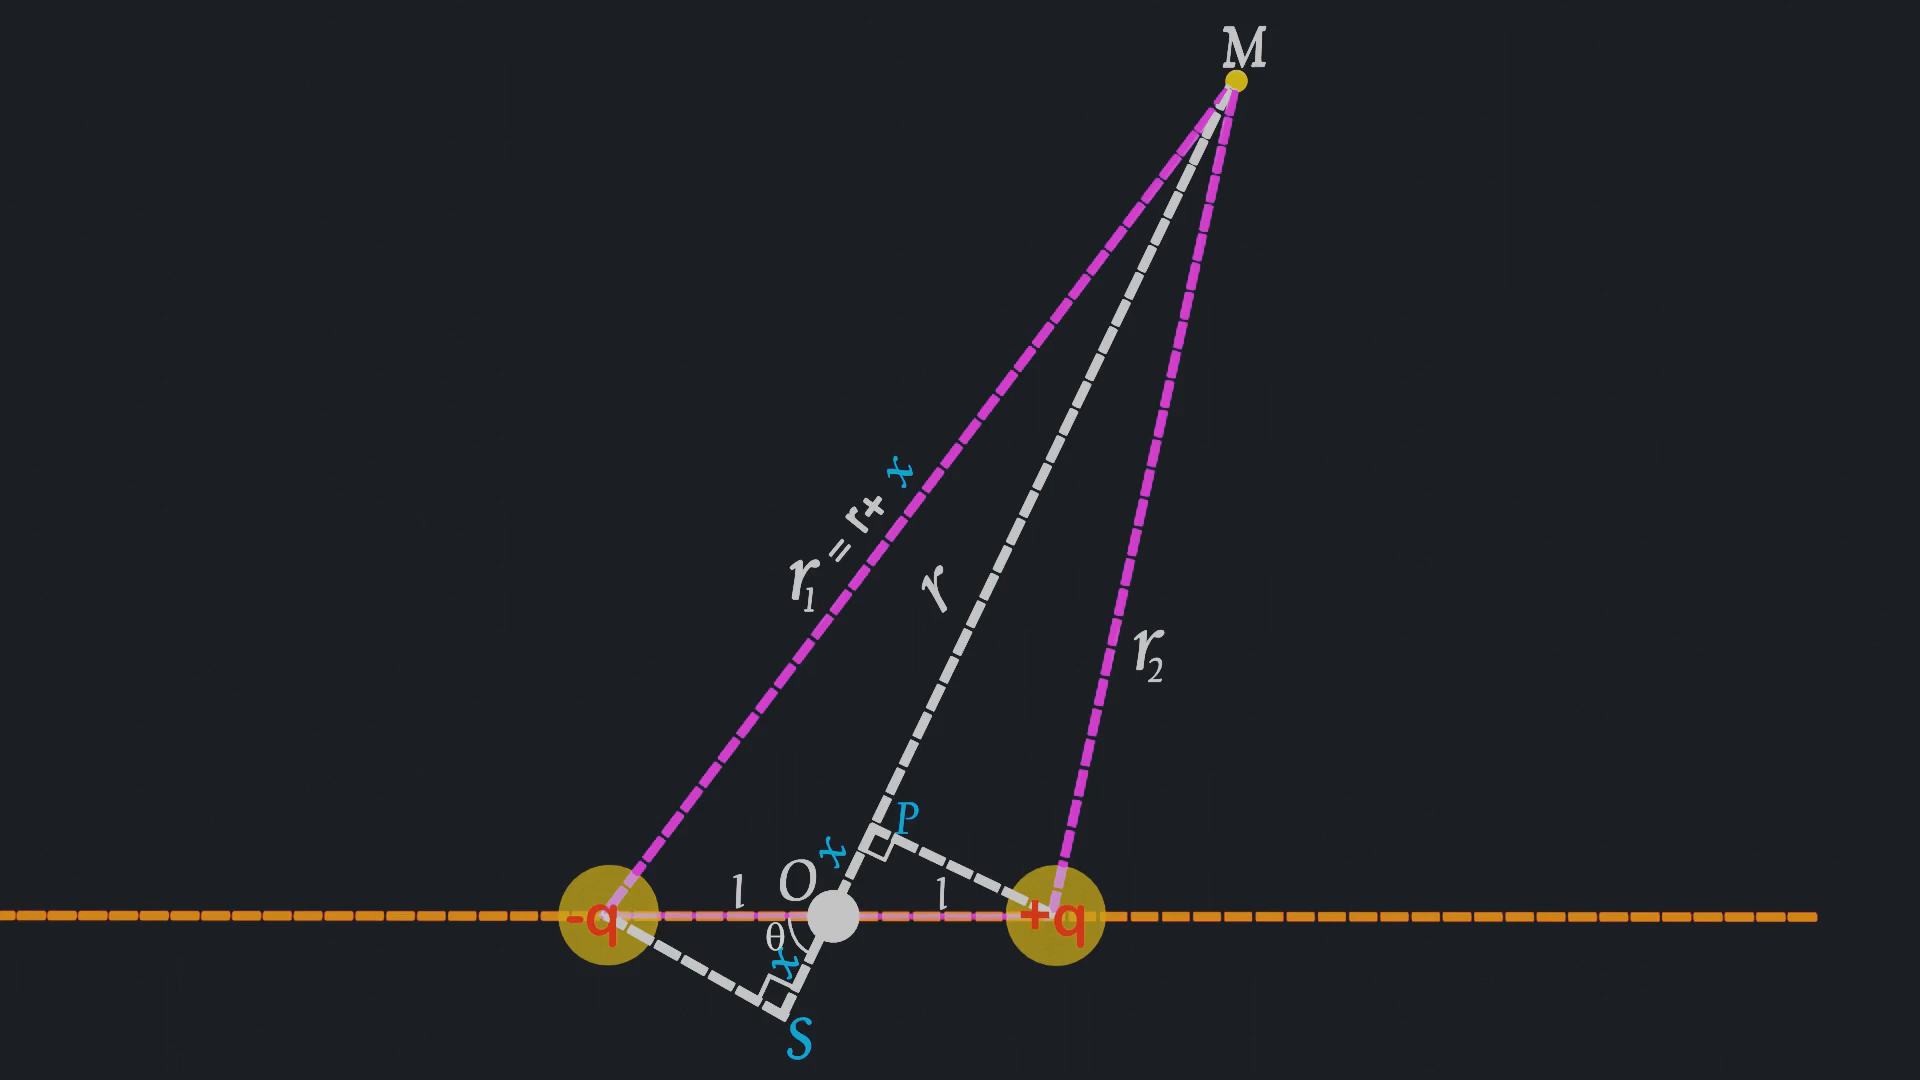 M
r₁ = r + x
r
r₂
P
x
O
l
l
-q
+q
θ
x
S